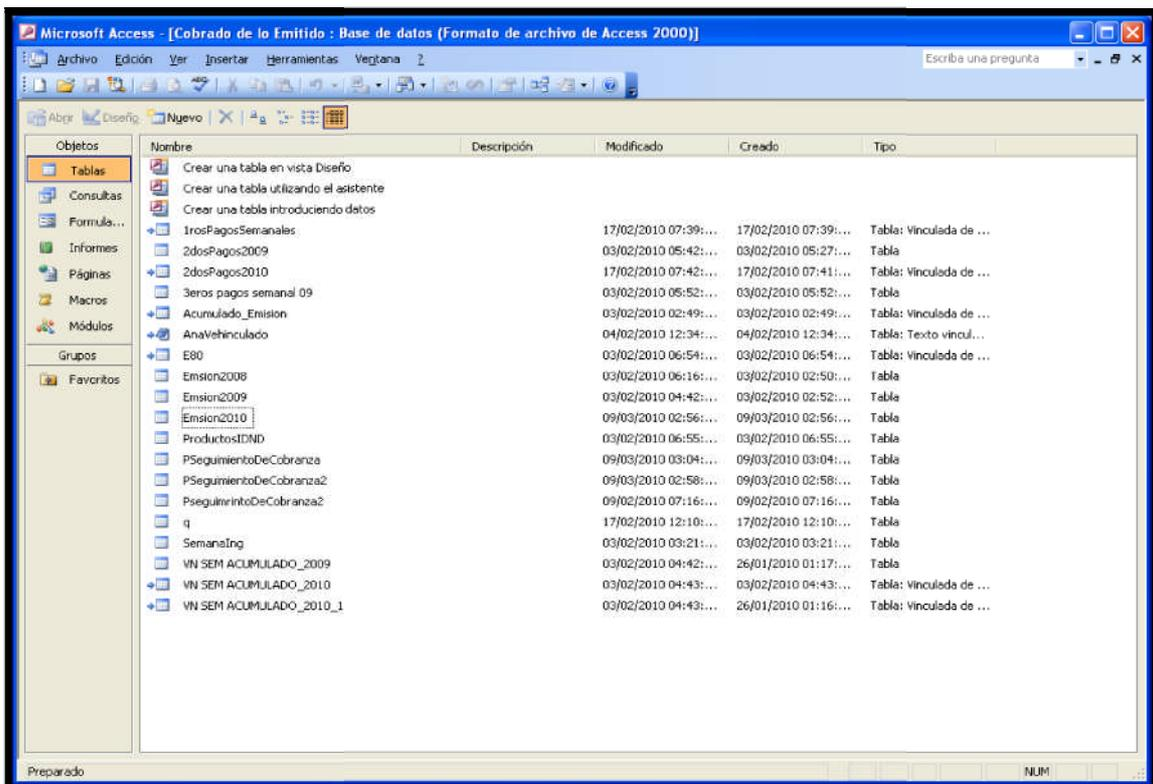 Microsoft Access - [Cobrado de lo Emitido : Base de datos (Formato de archivo de Access 2000)]
Archivo Edición Ver Insertar Herramientas Ventana ? Escriba una pregunta
Abrir Diseño Nuevo
Objetos Nombre Descripción Modificado Creado Tipo
Tablas
Consultas
Formula...
Informes
Páginas
Macros
Módulos
Grupos
Favoritos
Crear una tabla en vista Diseño
Crear una tabla utilizando el asistente
Crear una tabla introduciendo datos
1rosPagosSemanales 17/02/2010 07:39:... 17/02/2010 07:39:... Tabla: Vinculada de ...
2dosPagos2009 03/02/2010 05:42:... 03/02/2010 05:27:... Tabla
2dosPagos2010 17/02/2010 07:42:... 17/02/2010 07:41:... Tabla: Vinculada de ...
3eros pagos semanal 09 03/02/2010 05:52:... 03/02/2010 05:52:... Tabla
Acumulado_Emision 03/02/2010 02:49:... 03/02/2010 02:49:... Tabla: Vinculada de ...
AnaVehinculado 04/02/2010 12:34:... 04/02/2010 12:34:... Tabla: Texto vincul...
E80 03/02/2010 06:54:... 03/02/2010 06:54:... Tabla: Vinculada de ...
Emsion2008 03/02/2010 06:16:... 03/02/2010 02:50:... Tabla
Emsion2009 03/02/2010 04:42:... 03/02/2010 02:52:... Tabla
Emsion2010 09/03/2010 02:56:... 09/03/2010 02:56:... Tabla
ProductosIDND 03/02/2010 06:55:... 03/02/2010 06:55:... Tabla
PSeguimientoDeCobranza 09/03/2010 03:04:... 09/03/2010 03:04:... Tabla
PSeguimientoDeCobranza2 09/03/2010 02:58:... 09/03/2010 02:58:... Tabla
PseguimrintoDeCobranza2 09/02/2010 07:16:... 09/02/2010 07:16:... Tabla
q 17/02/2010 12:10:... 17/02/2010 12:10:... Tabla
SemanaIng 03/02/2010 03:21:... 03/02/2010 03:21:... Tabla
VN SEM ACUMULADO_2009 03/02/2010 04:42:... 26/01/2010 01:17:... Tabla
VN SEM ACUMULADO_2010 03/02/2010 04:43:... 03/02/2010 04:43:... Tabla: Vinculada de ...
VN SEM ACUMULADO_2010_1 03/02/2010 04:43:... 26/01/2010 01:16:... Tabla: Vinculada de ...
Preparado NUM